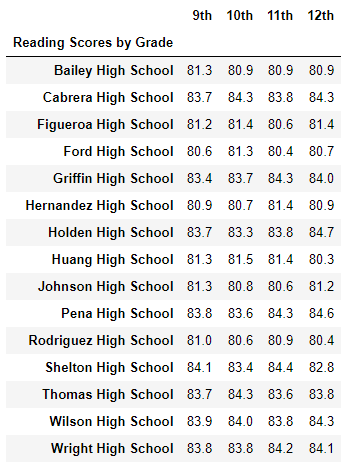 9th 10th 11th 12th
Reading Scores by Grade
Bailey High School 81.3 80.9 80.9 80.9
Cabrera High School 83.7 84.3 83.8 84.3
Figueroa High School 81.2 81.4 80.6 81.4
Ford High School 80.6 81.3 80.4 80.7
Griffin High School 83.4 83.7 84.3 84.0
Hernandez High School 80.9 80.7 81.4 80.9
Holden High School 83.7 83.3 83.8 84.7
Huang High School 81.3 81.5 81.4 80.3
Johnson High School 81.3 80.8 80.6 81.2
Pena High School 83.8 83.6 84.3 84.6
Rodriguez High School 81.0 80.6 80.9 80.4
Shelton High School 84.1 83.4 84.4 82.8
Thomas High School 83.7 84.3 83.6 83.8
Wilson High School 83.9 84.0 83.8 84.3
Wright High School 83.8 83.8 84.2 84.1